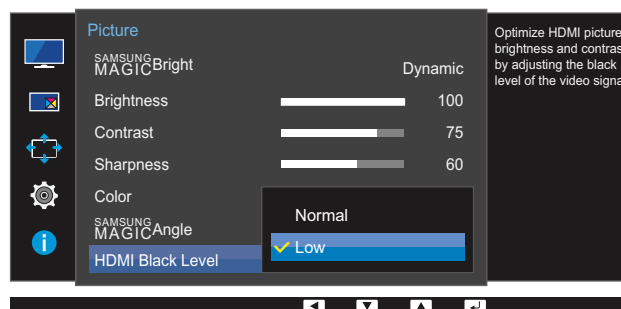 Picture
SAMSUNG
MAGICBright Dynamic
Brightness 100
Contrast 75
Sharpness 60
Color
SAMSUNG
MAGICAngle
HDMI Black Level
Normal
Low
Optimize HDMI picture
brightness and contras
by adjusting the black
level of the video signa